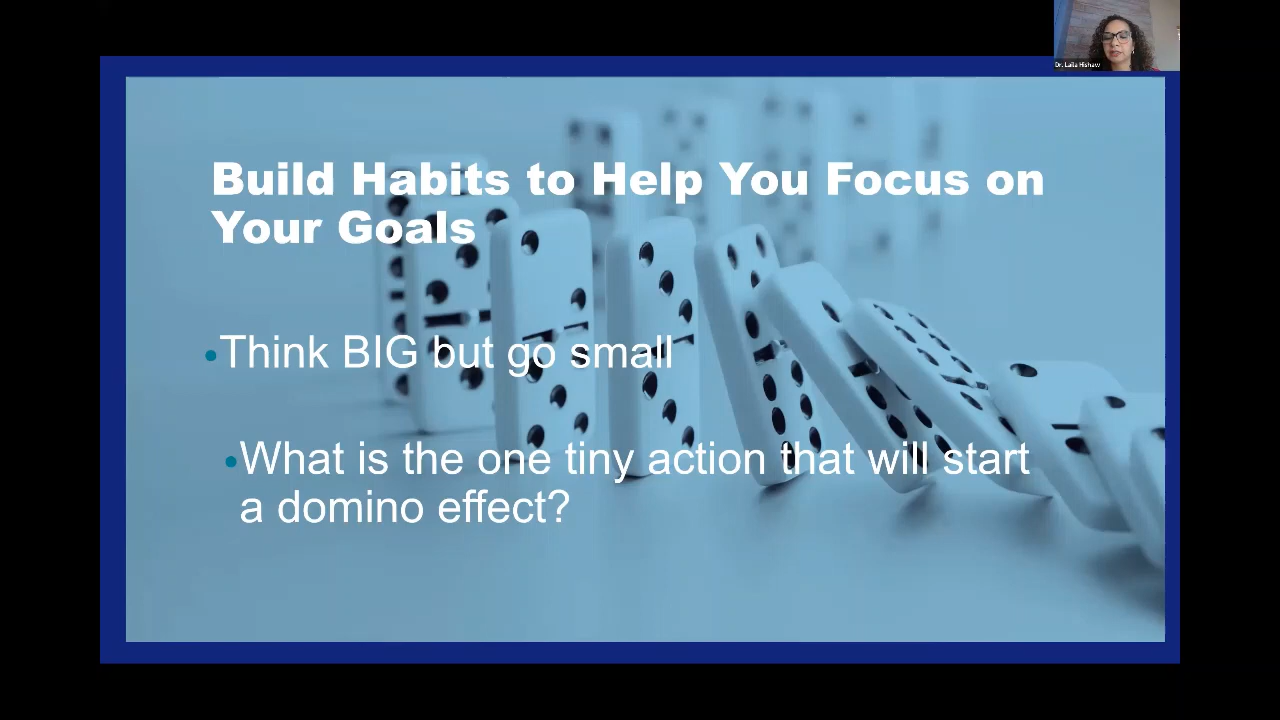 Dr. Laila Hishaw
Build Habits to Help You Focus on
Your Goals
•Think BIG but go small
•What is the one tiny action that will start
a domino effect?